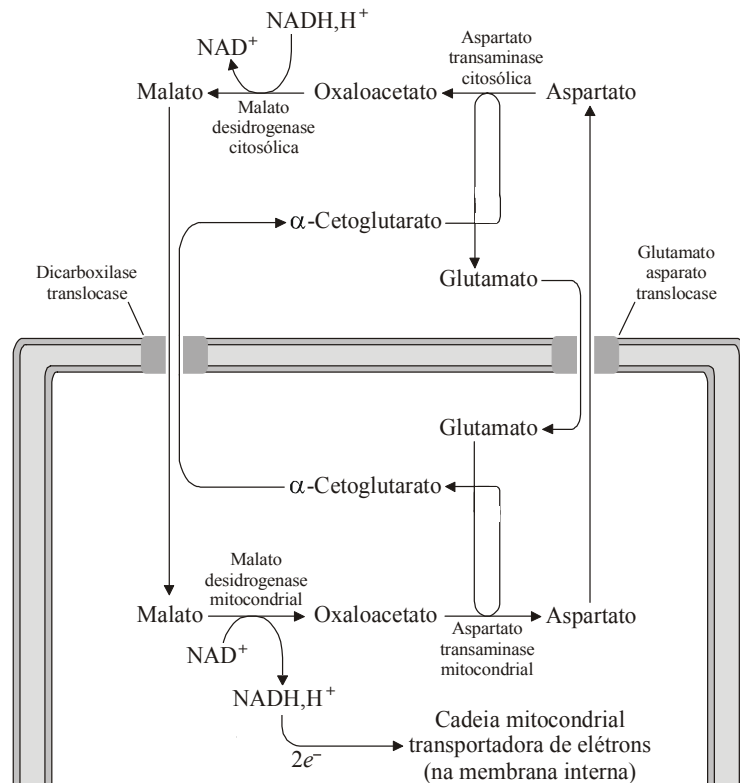 NADH,H⁺
NAD⁺
Aspartato
transaminase
citosólica
Malato
Oxaloacetato
Aspartato
Malato
desidrogenase
citosólica
α-Cetoglutarato
Glutamato
Dicarboxilase
translocase
Glutamato
asparato
translocase
Glutamato
α-Cetoglutarato
Malato
desidrogenase
mitocondrial
Malato
Oxaloacetato
Aspartato
Aspartato
transaminase
mitocondrial
NAD⁺
NADH,H⁺
2e⁻
Cadeia mitocondrial
transportadora de elétrons
(na membrana interna)